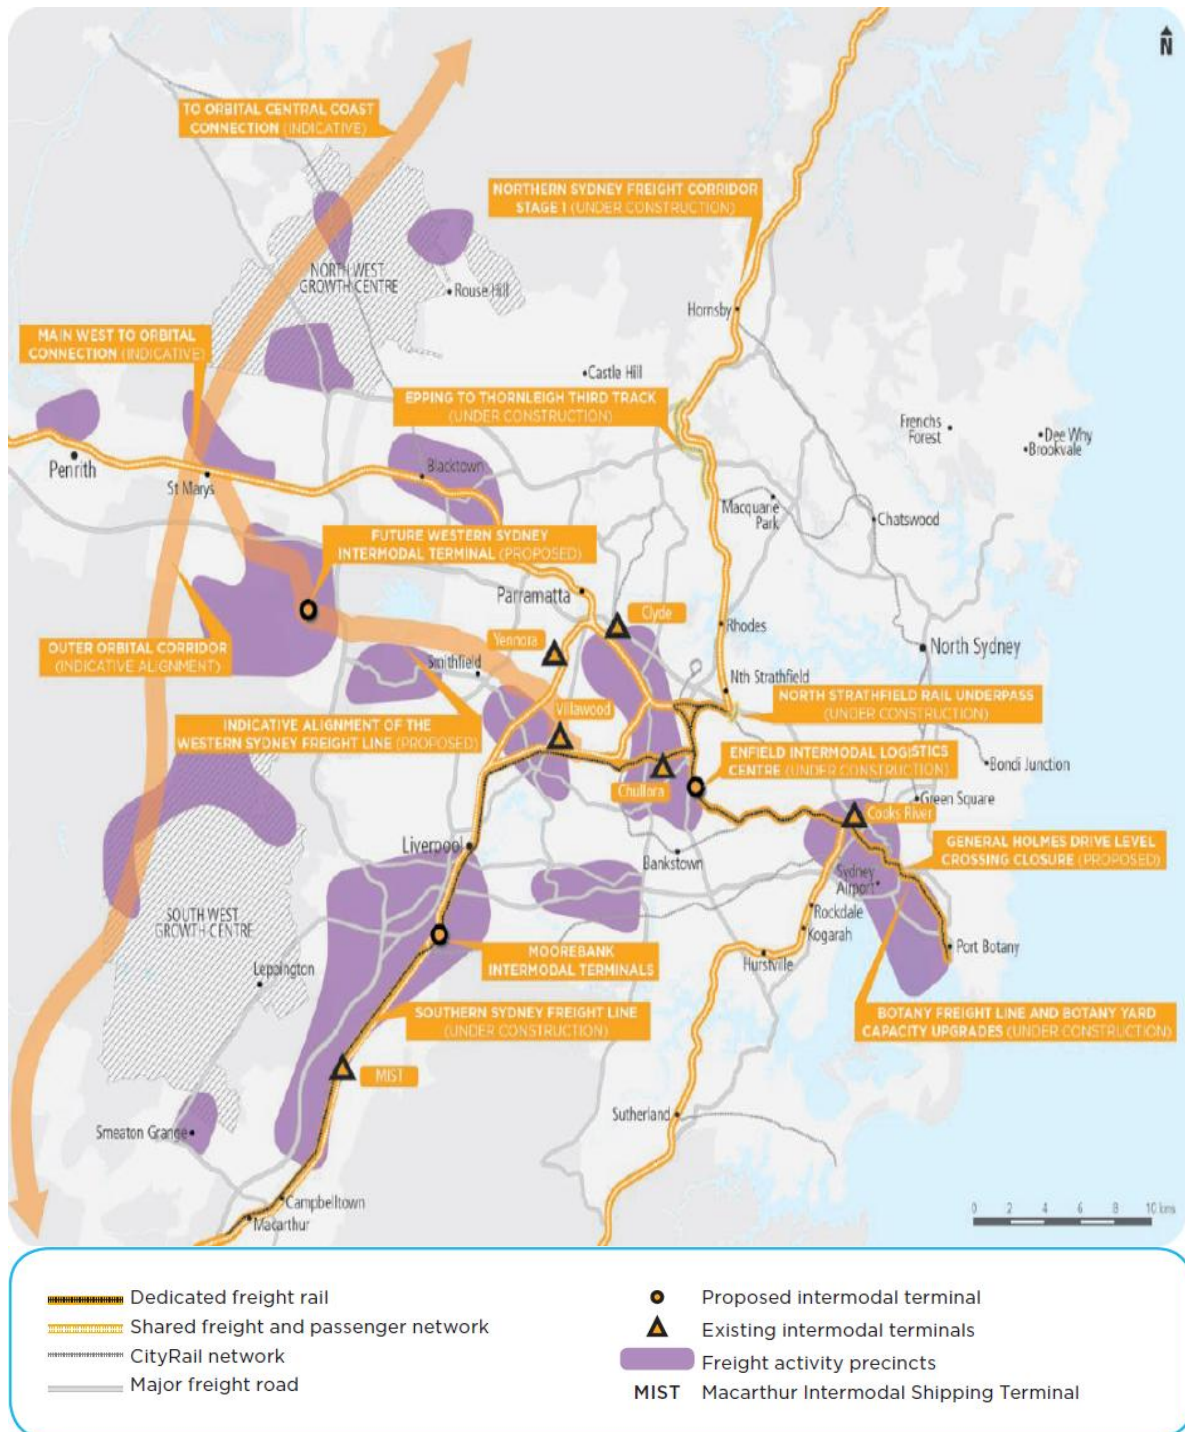 N
TO ORBITAL CENTRAL COAST
CONNECTION (INDICATIVE)
NORTHERN SYDNEY FREIGHT CORRIDOR
STAGE 1 (UNDER CONSTRUCTION)
NORTH WEST
GROWTH CENTRE
Rouse Hill
Hornsby
MAIN WEST TO ORBITAL
CONNECTION (INDICATIVE)
Castle Hill
EPPING TO THORNLEIGH THIRD TRACK
(UNDER CONSTRUCTION)
Frenchs
Forest
Dee Why
Brookvale
Penrith
St Marys
Blacktown
Macquarie
Park
Chatswood
FUTURE WESTERN SYDNEY
INTERMODAL TERMINAL (PROPOSED)
Parramatta
Clyde
Rhodes
Yennora
North Sydney
OUTER ORBITAL CORRIDOR
(INDICATIVE ALIGNMENT)
Smithfield
Nth Strathfield
NORTH STRATHFIELD RAIL UNDERPASS
(UNDER CONSTRUCTION)
Villawood
INDICATIVE ALIGNMENT OF THE
WESTERN SYDNEY FREIGHT LINE (PROPOSED)
ENFIELD INTERMODAL LOGISTICS
CENTRE (UNDER CONSTRUCTION)
Bondi Junction
Chullora
Green Square
Cooks River
Liverpool
Bankstown
GENERAL HOLMES DRIVE LEVEL
CROSSING CLOSURE (PROPOSED)
Sydney
Airport
SOUTH WEST
GROWTH CENTRE
Rockdale
Kogarah
Port Botany
MOOREBANK
INTERMODAL TERMINALS
Hurstville
Leppington
SOUTHERN SYDNEY FREIGHT LINE
(UNDER CONSTRUCTION)
BOTANY FREIGHT LINE AND BOTANY YARD
CAPACITY UPGRADES (UNDER CONSTRUCTION)
MIST
Sutherland
Smeaton Grange
Campbelltown
Macarthur
0 2 4 6 8 10 kms
Dedicated freight rail
Shared freight and passenger network
CityRail network
Major freight road
Proposed intermodal terminal
Existing intermodal terminals
Freight activity precincts
MIST Macarthur Intermodal Shipping Terminal